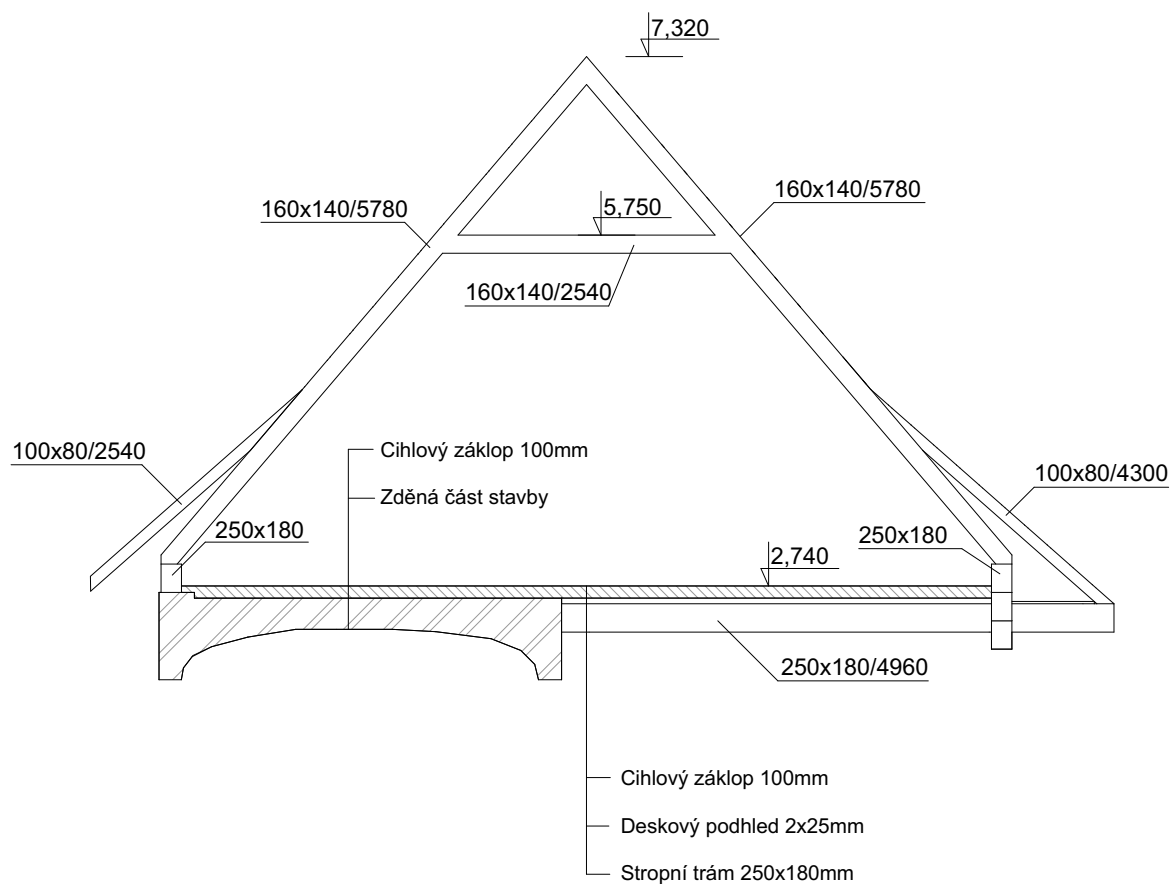 7,320
160x140/5780
160x140/5780
5,750
160x140/2540
100x80/2540
Cihlový záklop 100mm
100x80/4300
Zděná část stavby
250x180
250x180
2,740
250x180/4960
Cihlový záklop 100mm
Deskový podhled 2x25mm
Stropní trám 250x180mm